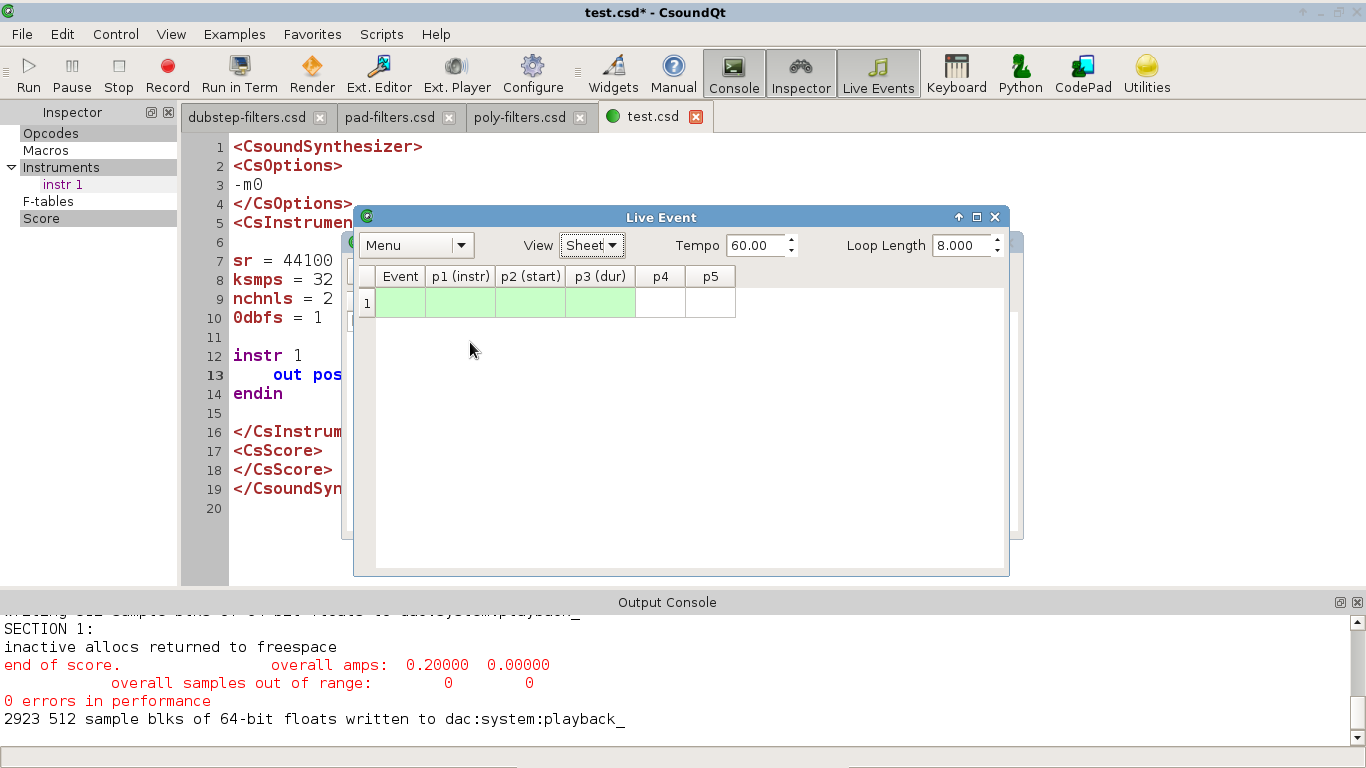 test.csd* - CsoundQt
File Edit Control View Examples Favorites Scripts Help
Run Pause Stop Record Run in Term Render Ext. Editor Ext. Player Configure Widgets Manual Console Inspector Live Events Keyboard Python CodePad Utilities
Inspector
Opcodes
Macros
Instruments
instr 1
F-tables
Score
dubstep-filters.csd pad-filters.csd poly-filters.csd test.csd
1 <CsoundSynthesizer>
2 <CsOptions>
3 -m0
4 </CsOptions>
5 <CsInstrumen
6
7 sr = 44100
8 ksmps = 32
9 nchnls = 2
10 0dbfs = 1
11
12 instr 1
13 out pos
14 endin
15
16 </CsInstrum
17 <CsScore>
18 </CsScore>
19 </CsoundSyn
20
Live Event
Menu View Sheet Tempo 60.00 Loop Length 8.000
Event p1 (instr) p2 (start) p3 (dur) p4 p5
1
Output Console
SECTION 1:
inactive allocs returned to freespace
end of score. overall amps: 0.20000 0.00000
overall samples out of range: 0 0
0 errors in performance
2923 512 sample blks of 64-bit floats written to dac:system:playback_